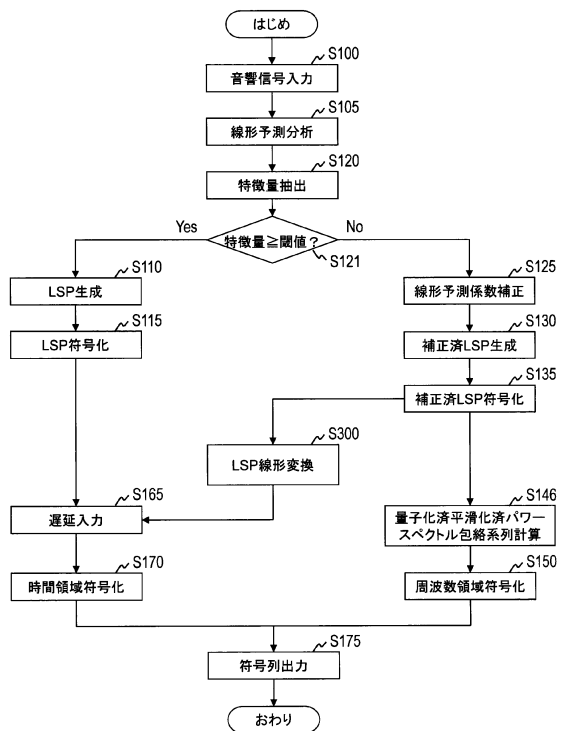 はじめ
S100
音響信号入力
S105
線形予測分析
S120
特徴量抽出
Yes
特徴量≧閾値？
No
S121
S110
LSP生成
S115
LSP符号化
S125
線形予測係数補正
S130
補正済LSP生成
S135
補正済LSP符号化
S300
LSP線形変換
S165
遅延入力
S146
量子化済平滑化済パワー
スペクトル包絡系列計算
S170
時間領域符号化
S150
周波数領域符号化
S175
符号列出力
おわり